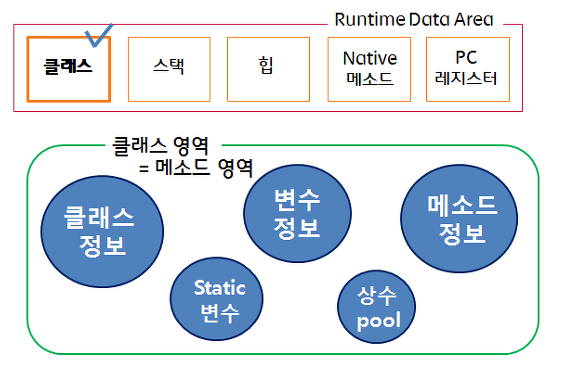 Runtime Data Area
클래스
스택
힙
Native
메소드
PC
레지스터
클래스 영역
= 메소드 영역
클래스
정보
변수
정보
메소드
정보
Static
변수
상수
pool